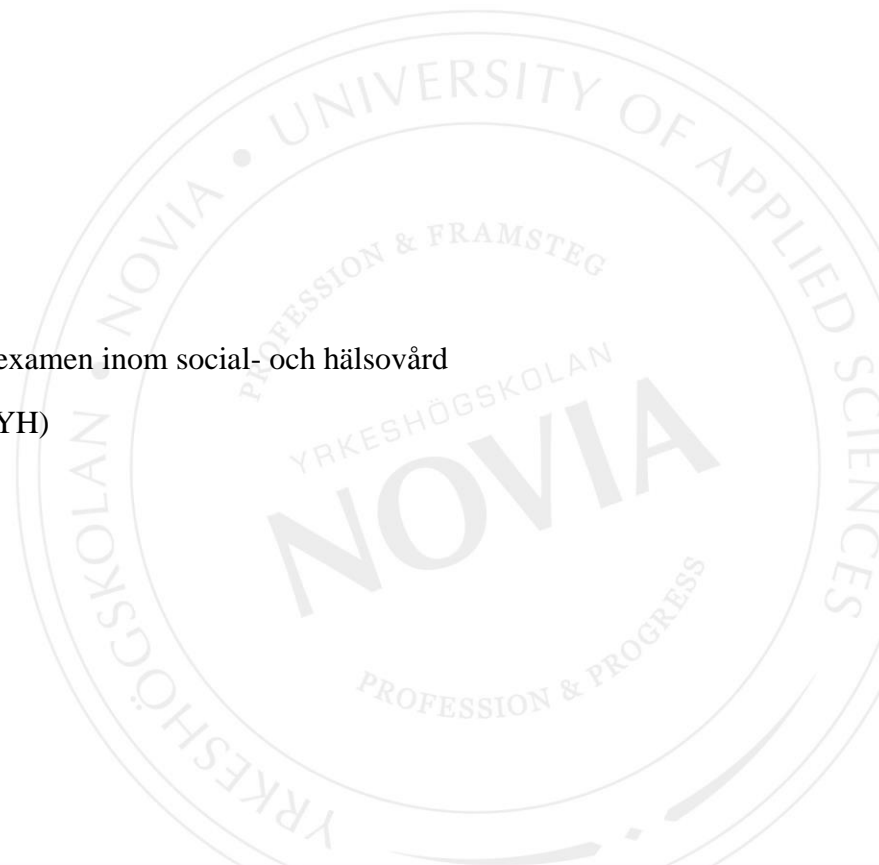 UNIVERSITY OF APPLIED SCIENCES
YRKESHÖGSKOLAN • NOVIA •
PROFESSION & FRAMSTEG
examen inom social- och hälsovård
YH)
YRKESHÖGSKOLAN
NOVIA
PROFESSION & PROGRESS